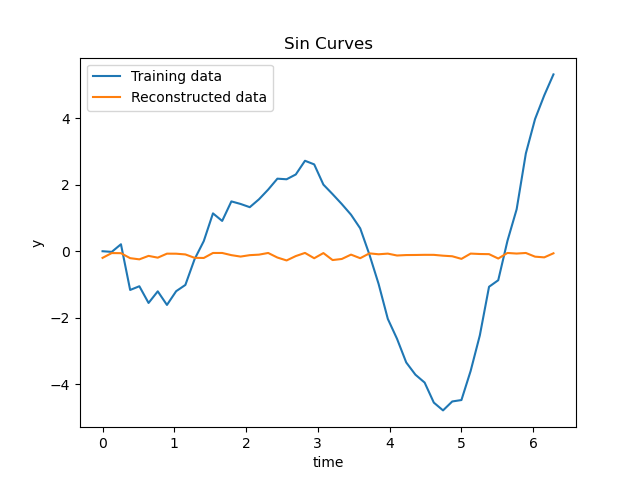 Sin Curves
Training data
Reconstructed data
y
4
2
0
−2
−4
0 1 2 3 4 5 6
time